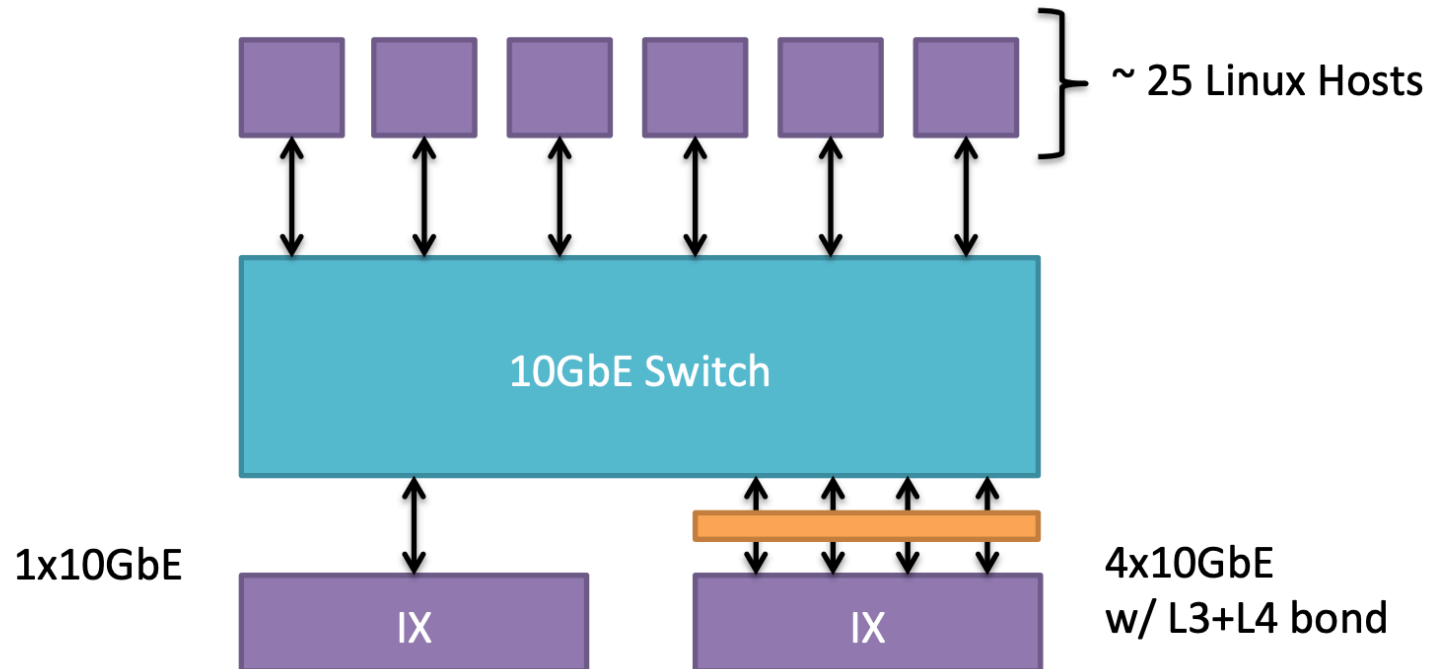 ~ 25 Linux Hosts
10GbE Switch
1x10GbE
IX
IX
4x10GbE
w/ L3+L4 bond